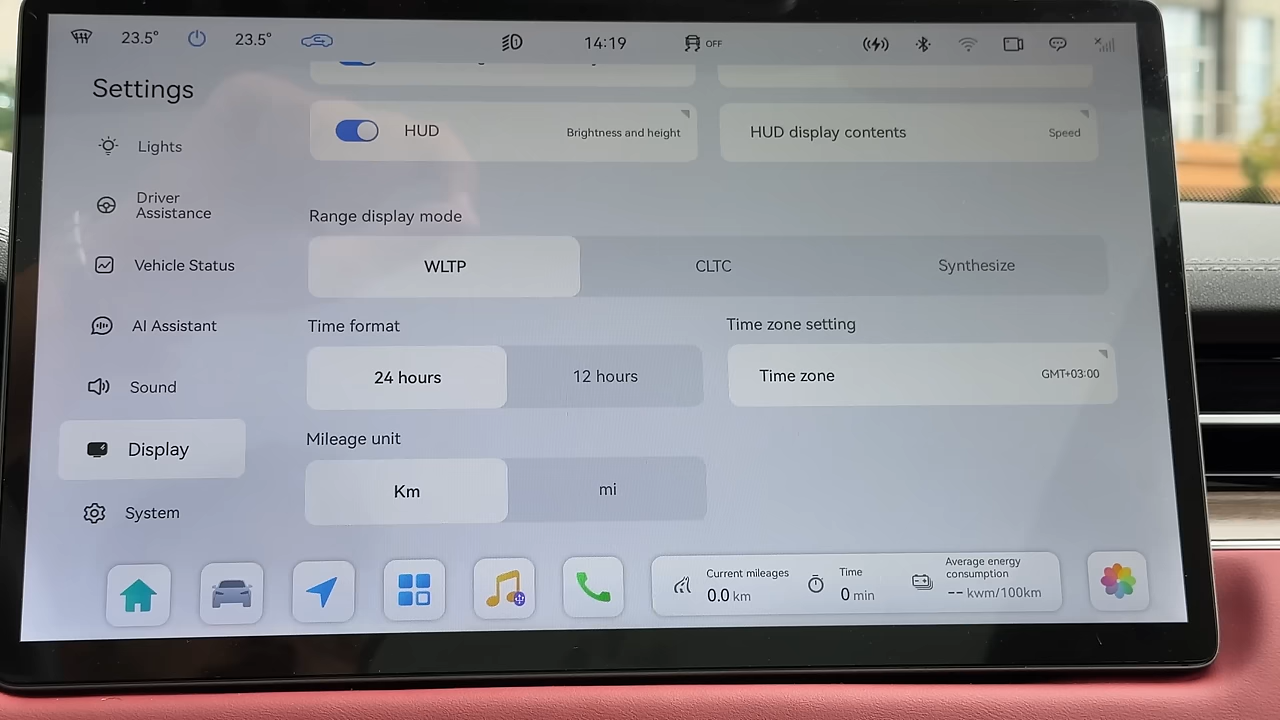 23.5°
23.5°
14:19
OFF
Settings
Lights
Driver
Assistance
Vehicle Status
AI Assistant
Sound
Display
System
HUD
Brightness and height
HUD display contents
Speed
Range display mode
WLTP
CLTC
Synthesize
Time format
24 hours
12 hours
Time zone setting
Time zone
GMT+03:00
Mileage unit
Km
mi
Current mileages
0.0 km
Time
0 min
Average energy
consumption
-- kwm/100km